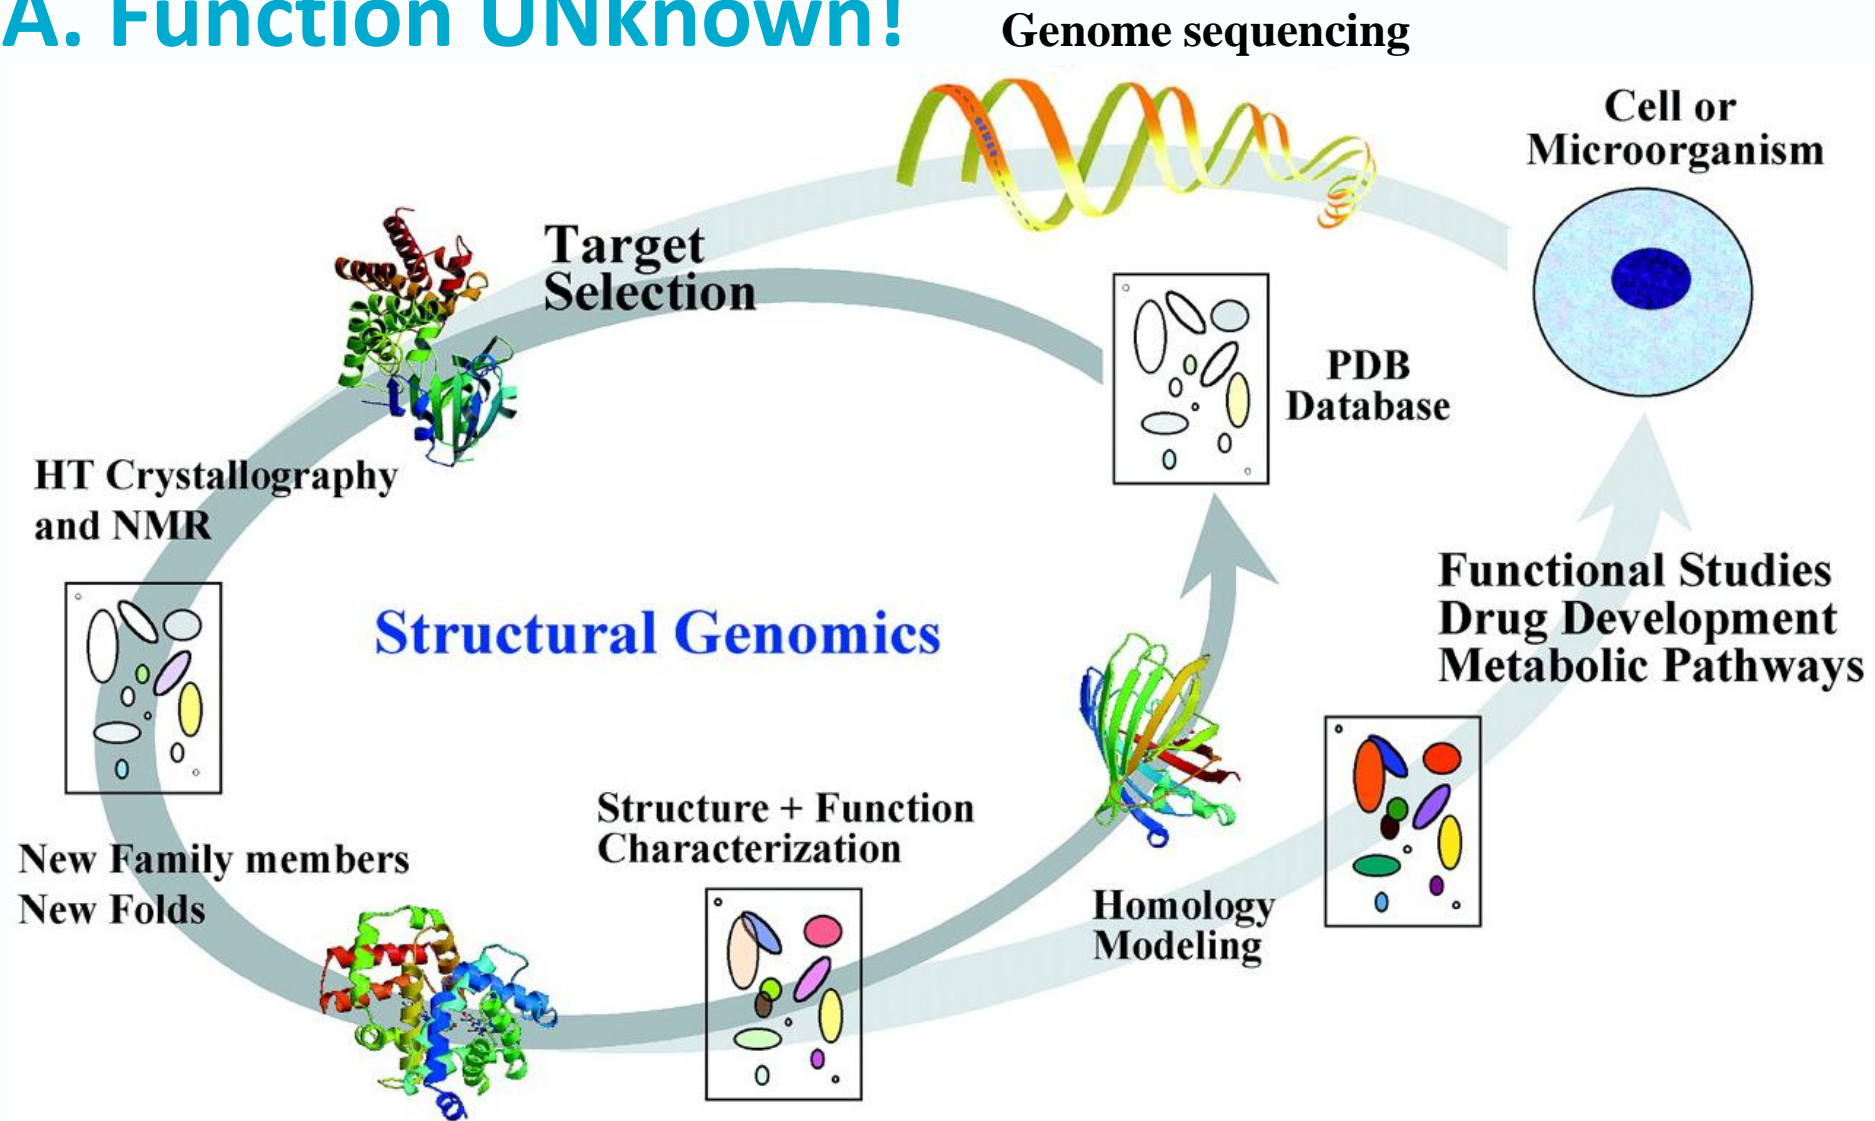 A. Function UNknown!
Genome sequencing
Cell or
Microorganism
GENES
Target
Selection
PDB
Database
HT Crystallography
and NMR
Structural Genomics
Functional Studies
Drug Development
Metabolic Pathways
Structure + Function
Characterization
New Family members
New Folds
Homology
Modeling